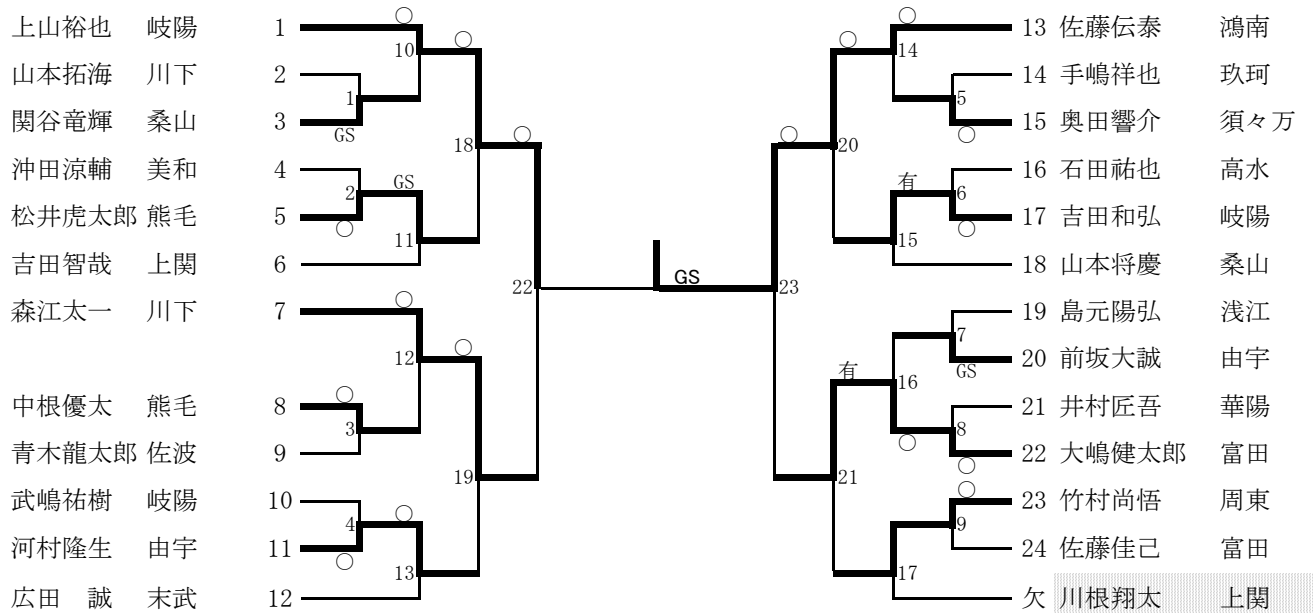 上山裕也 岐陽 1
山本拓海 川下 2
関谷竜輝 桑山 3
沖田涼輔 美和 4
松井虎太郎 熊毛 5
吉田智哉 上関 6
森江太一 川下 7
中根優太 熊毛 8
青木龍太郎 佐波 9
武嶋祐樹 岐陽 10
河村隆生 由宇 11
広田 誠 末武 12
○
10
○
1
GS
18
○
2
GS
○
11
22
○
12
○
○
3
19
4
○
○
13
GS
○
14
○
5
○
20
○
有
6
○
15
23
7
GS
有
16
8
○
○
21
○
9
17
13 佐藤伝泰 鴻南
14 手嶋祥也 玖珂
15 奥田響介 須々万
16 石田祐也 高水
17 吉田和弘 岐陽
18 山本将慶 桑山
19 島元陽弘 浅江
20 前坂大誠 由宇
21 井村匠吾 華陽
22 大嶋健太郎 富田
23 竹村尚悟 周東
24 佐藤佳己 富田
欠 川根翔太 上関